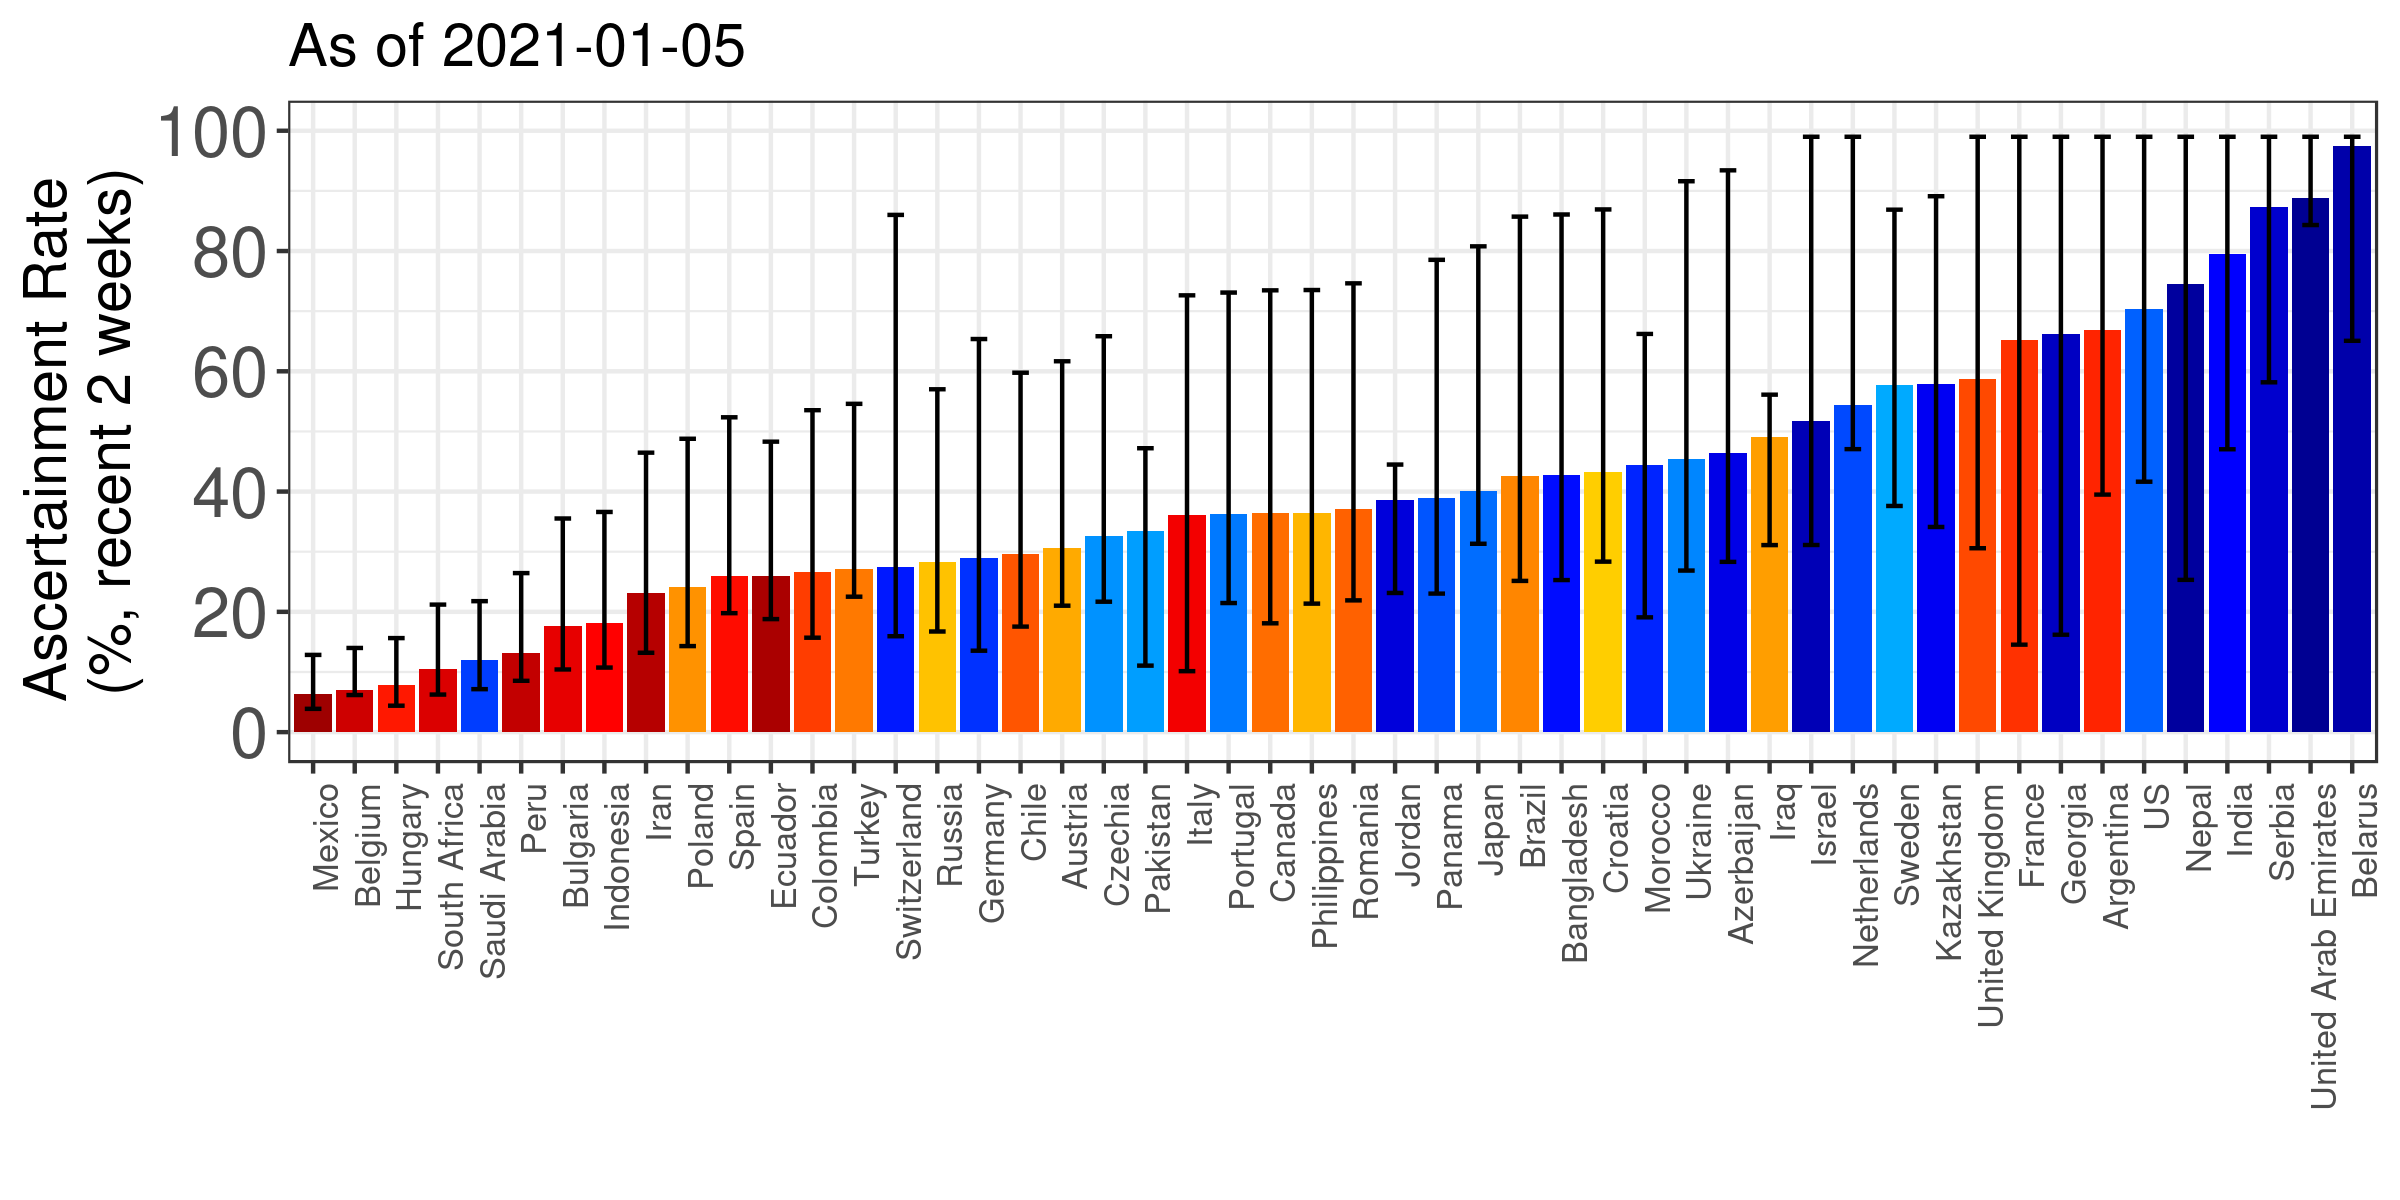 As of 2021-01-05
Ascertainment Rate
(%, recent 2 weeks)
100
80
60
40
20
0
Mexico
Belgium
Hungary
South Africa
Saudi Arabia
Peru
Bulgaria
Indonesia
Iran
Poland
Spain
Ecuador
Colombia
Turkey
Switzerland
Russia
Germany
Chile
Austria
Czechia
Pakistan
Italy
Portugal
Canada
Philippines
Romania
Jordan
Panama
Japan
Brazil
Bangladesh
Croatia
Morocco
Ukraine
Azerbaijan
Iraq
Israel
Netherlands
Sweden
Kazakhstan
United Kingdom
France
Georgia
Argentina
US
Nepal
India
Serbia
United Arab Emirates
Belarus